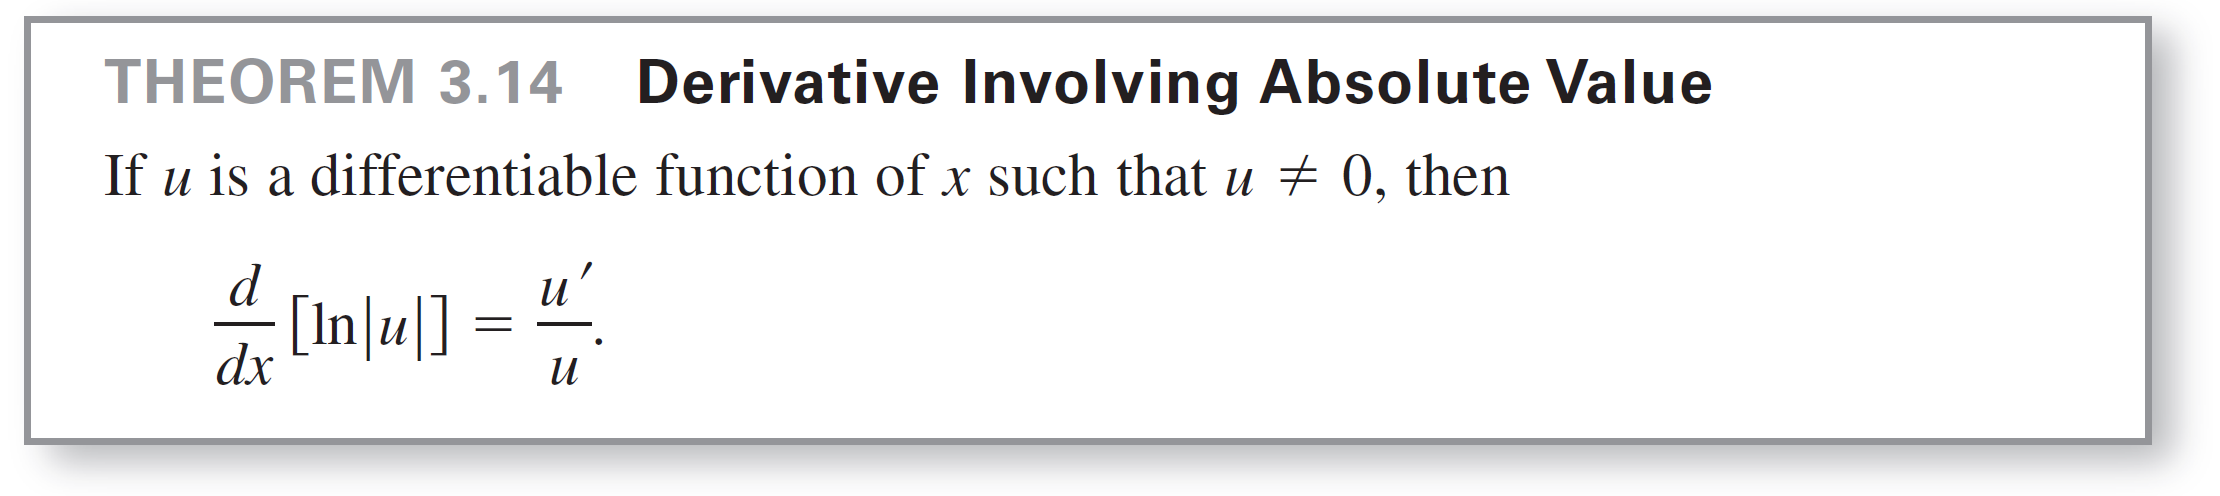 THEOREM 3.14 Derivative Involving Absolute Value
If u is a differentiable function of x such that u ≠ 0, then
d/dx [ln|u|] = u′/u.